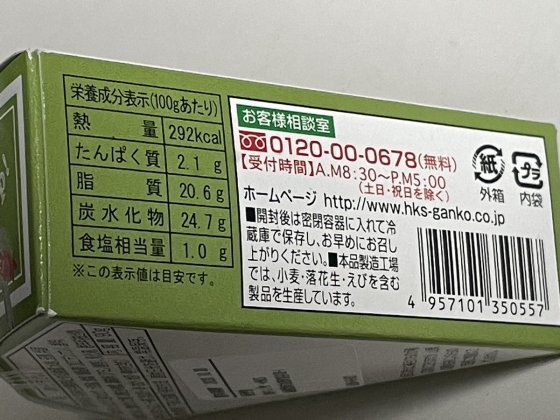 栄養成分表示(100gあたり)
熱量 292kcal
たんぱく質 2.1 g
脂質 20.6 g
炭水化物 24.7 g
食塩相当量 1.0 g
※この表示値は目安です。
お客様相談室
0120-00-0678(無料)
【受付時間】A.M8:30~P.M5:00
(土日・祝日を除く)
ホームページ http://www.hks-ganko.co.jp
■開封後は密閉容器に入れて冷
蔵庫で保存し、お早めにお召し
上がりください。■本品製造工場
では、小麦・落花生・えびを含む
製品を生産しています。
紙
外箱
プラ
内袋
4 957101 350557